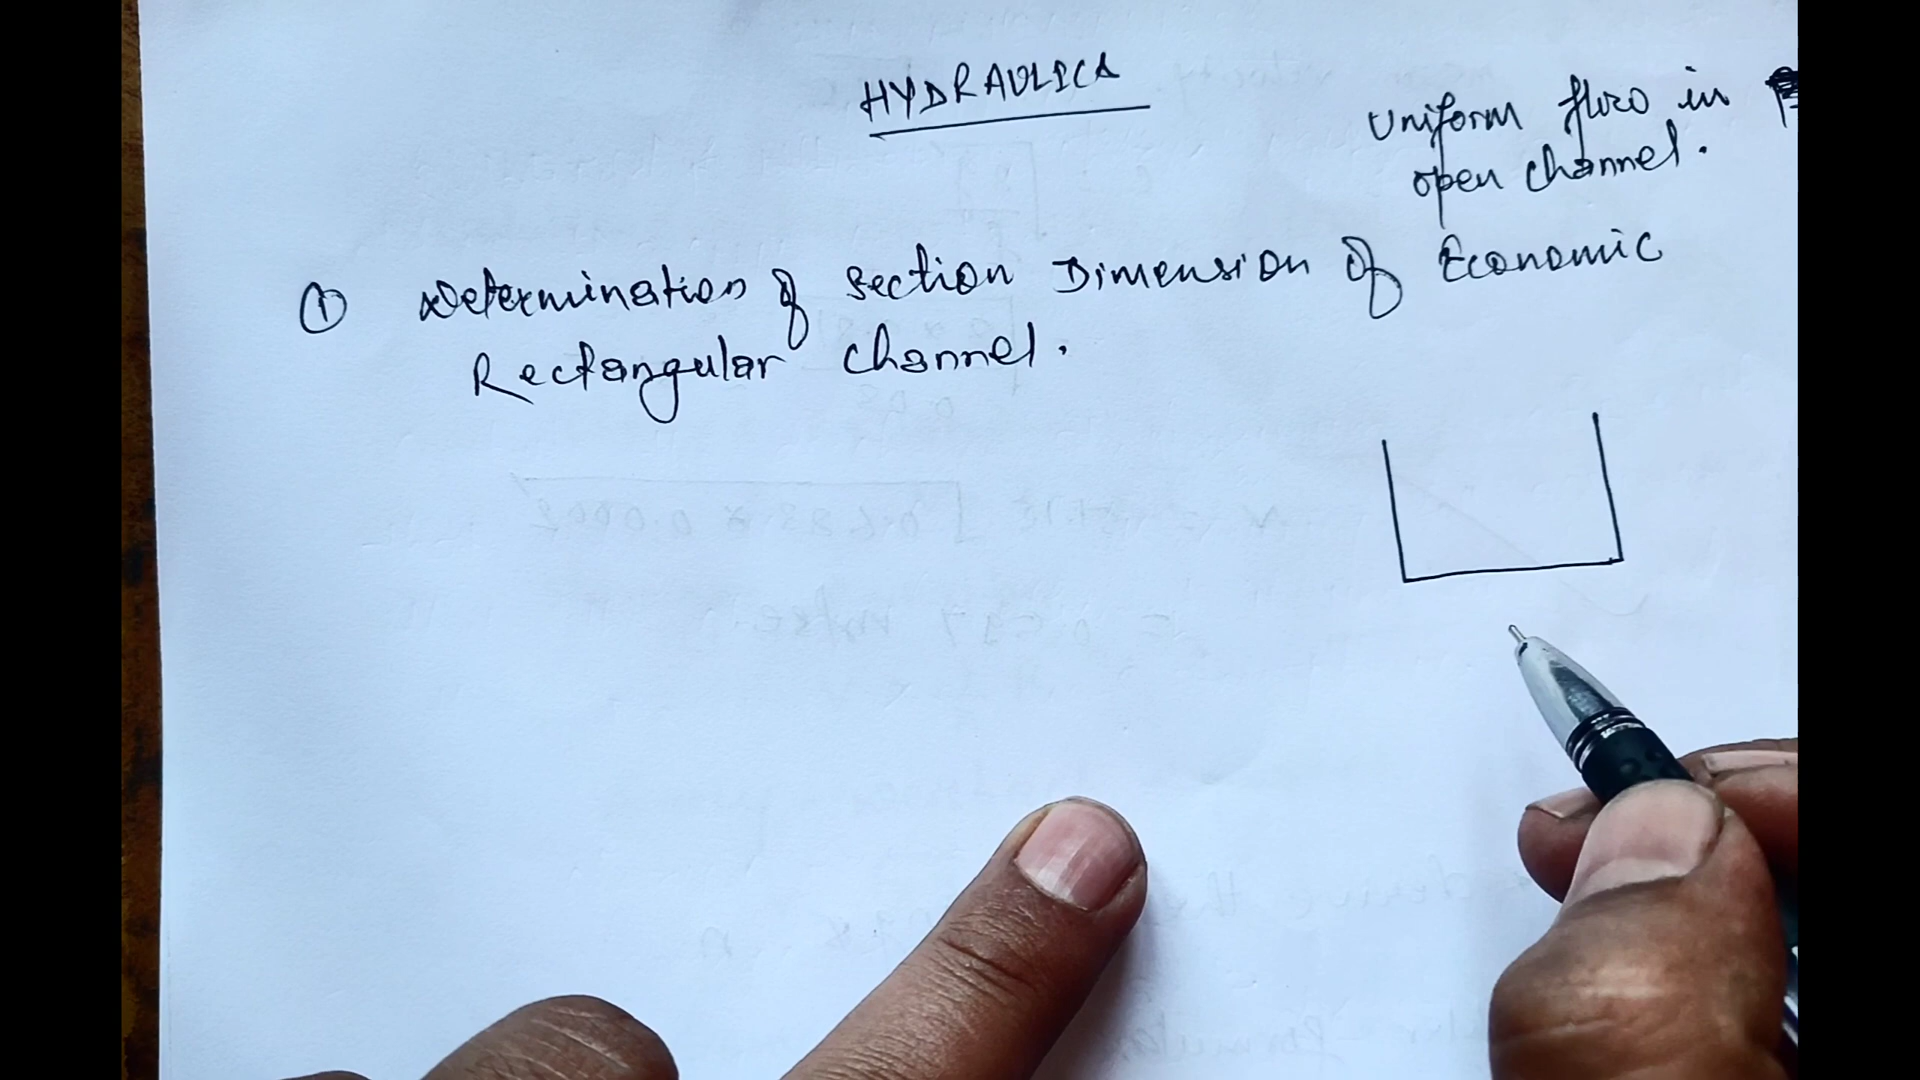 HYDRAULICS
Uniform flow in
open channel.
① Determination of Section Dimension of Economic
Rectangular channel.